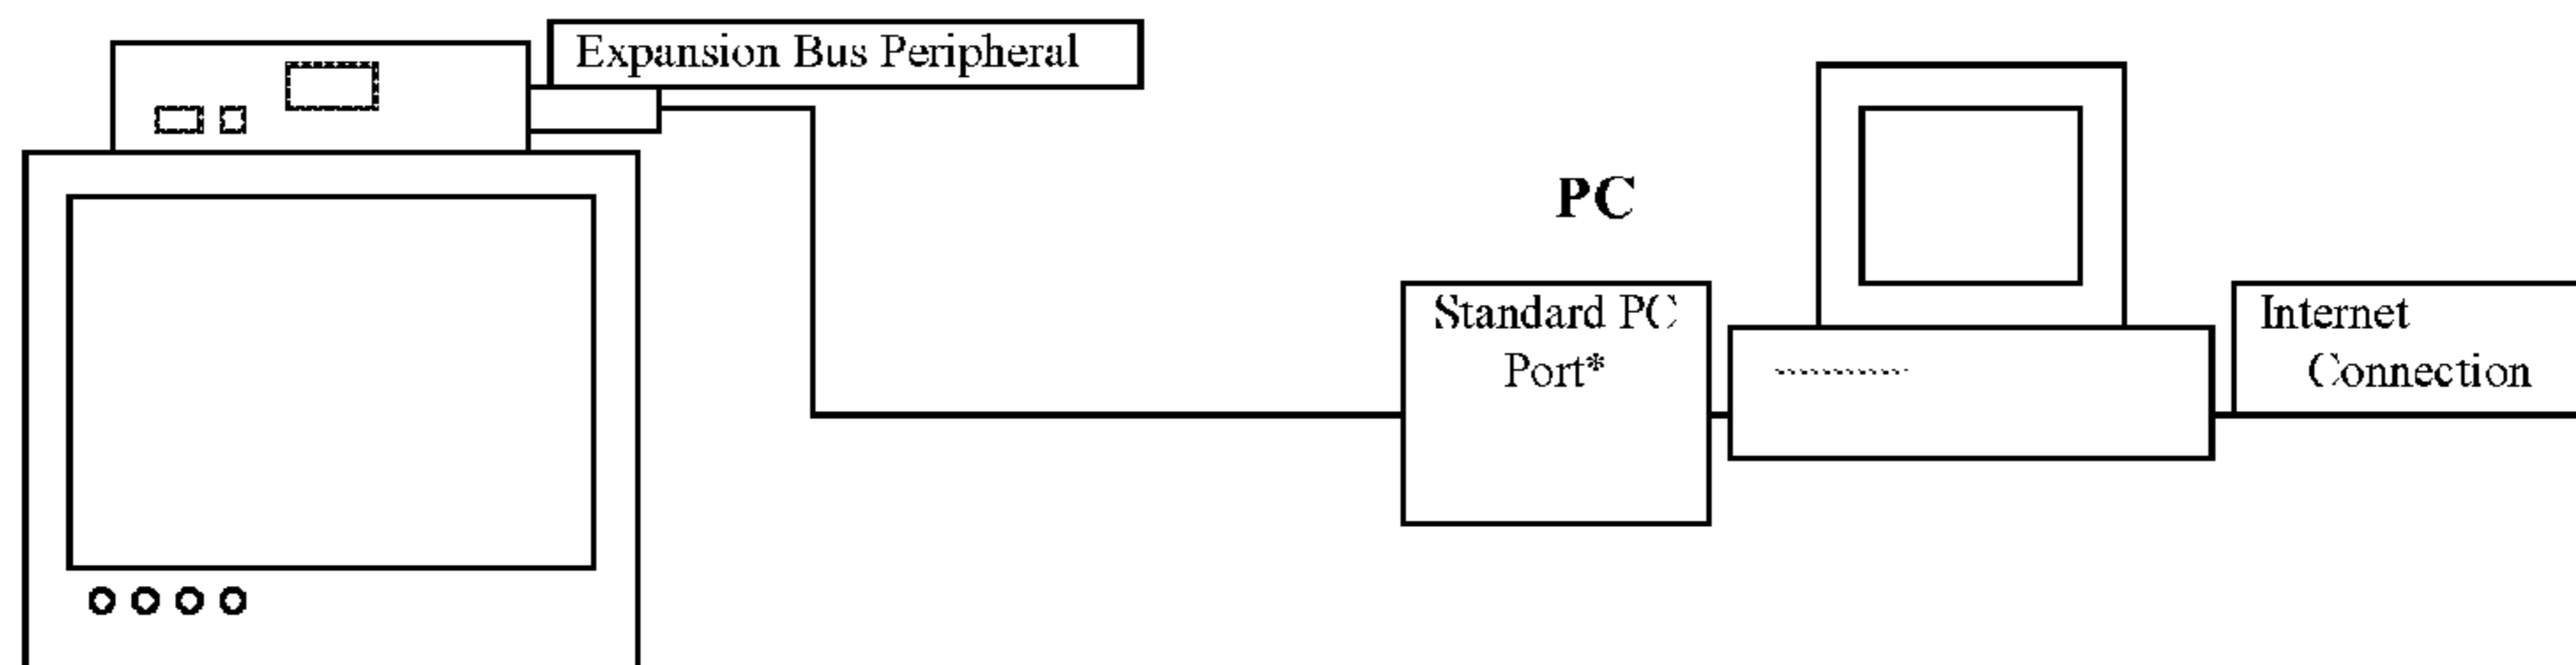 Expansion Bus Peripheral
PC
Standard PC
Port*
Internet
Connection